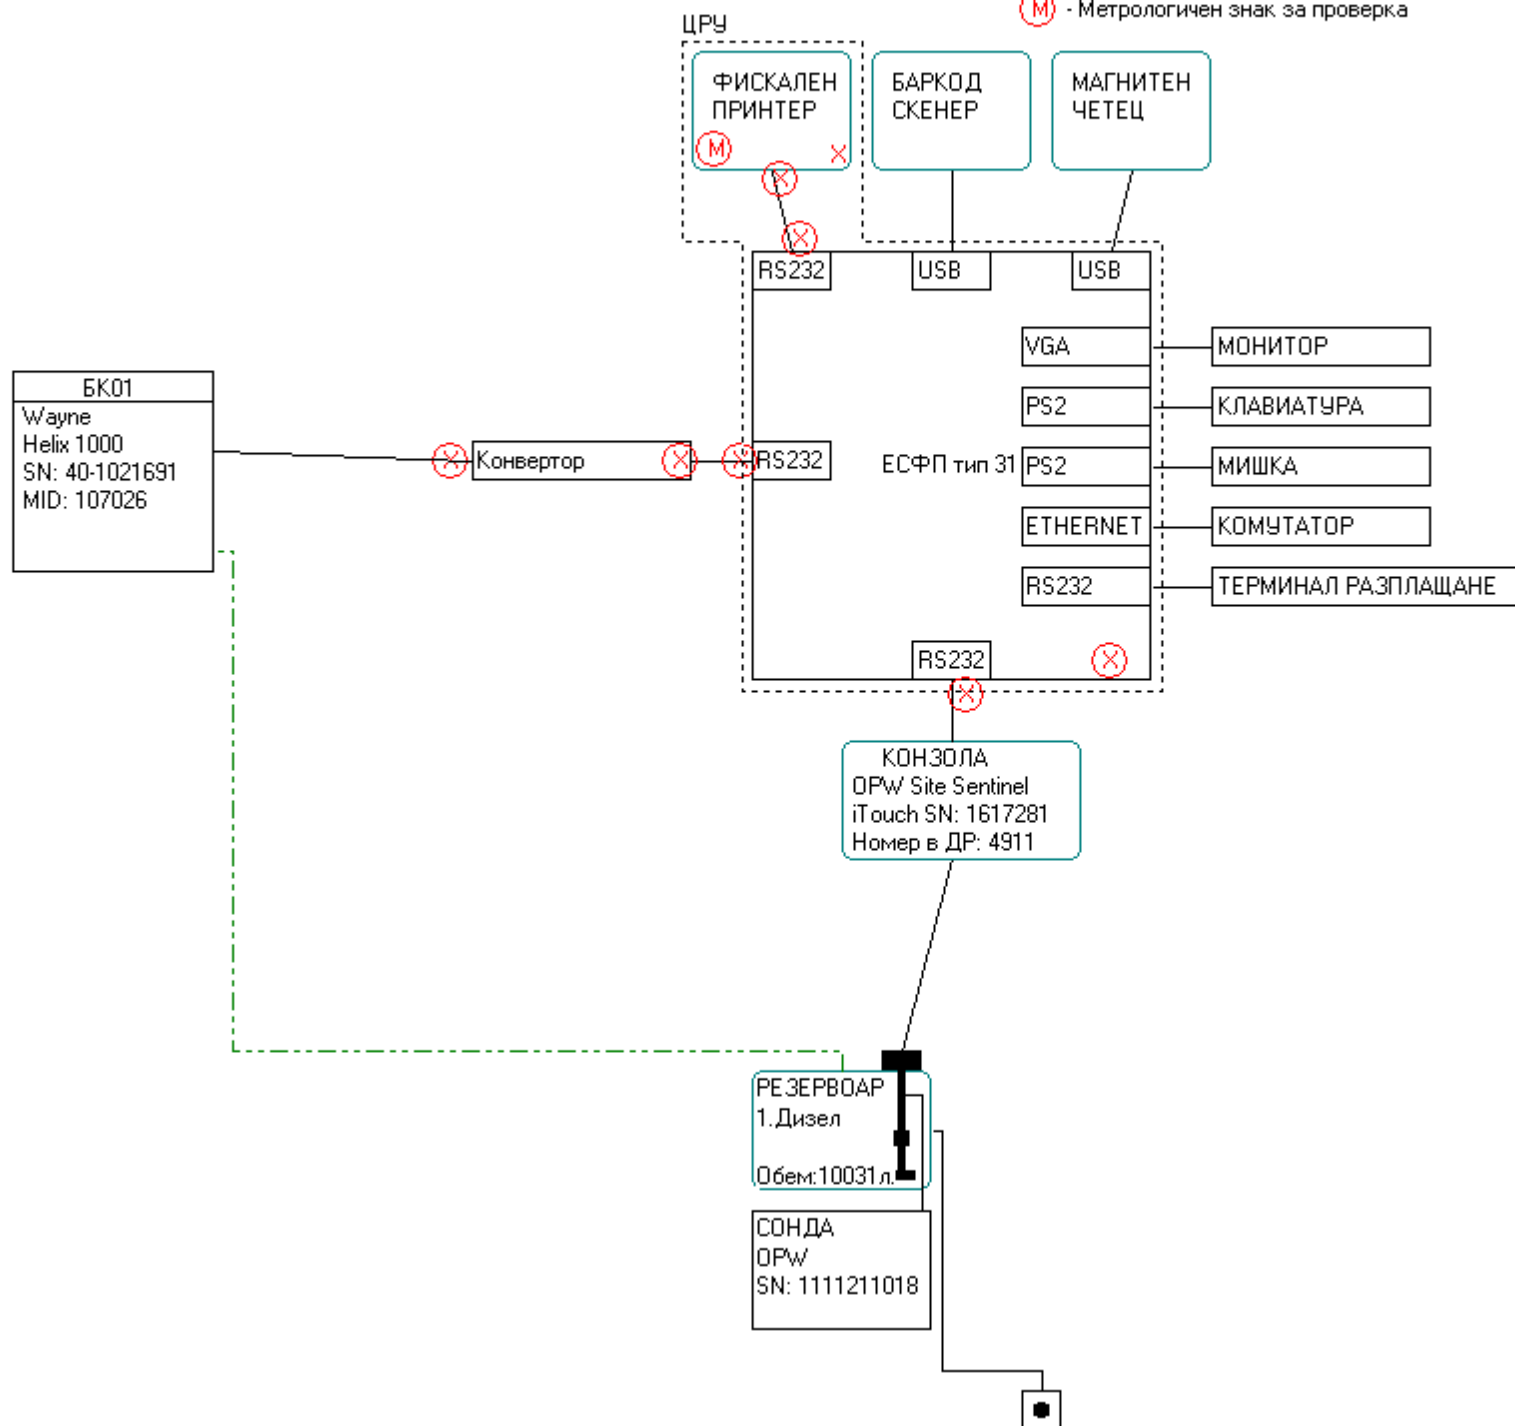 М - Метрологичен знак за проверка
ЦРУ
ФИСКАЛЕН
ПРИНТЕР
М
X
X
X
БАРКОД
СКЕНЕР
МАГНИТЕН
ЧЕТЕЦ
RS232
USB
USB
VGA
МОНИТОР
БК01
Wayne
Helix 1000
SN: 40-1021691
MID: 107026
PS2
КЛАВИАТУРА
X
Конвертор
X
X
RS232
ЕСФП тип 31
PS2
МИШКА
ETHERNET
КОМУТАТОР
RS232
ТЕРМИНАЛ РАЗПЛАЩАНЕ
RS232
X
X
КОНЗОЛА
OPW Site Sentinel
iTouch SN: 1617281
Номер в ДР: 4911
РЕЗЕРВОАР
1.Дизел
Обем:10031л.
СОНДА
OPW
SN: 1111211018